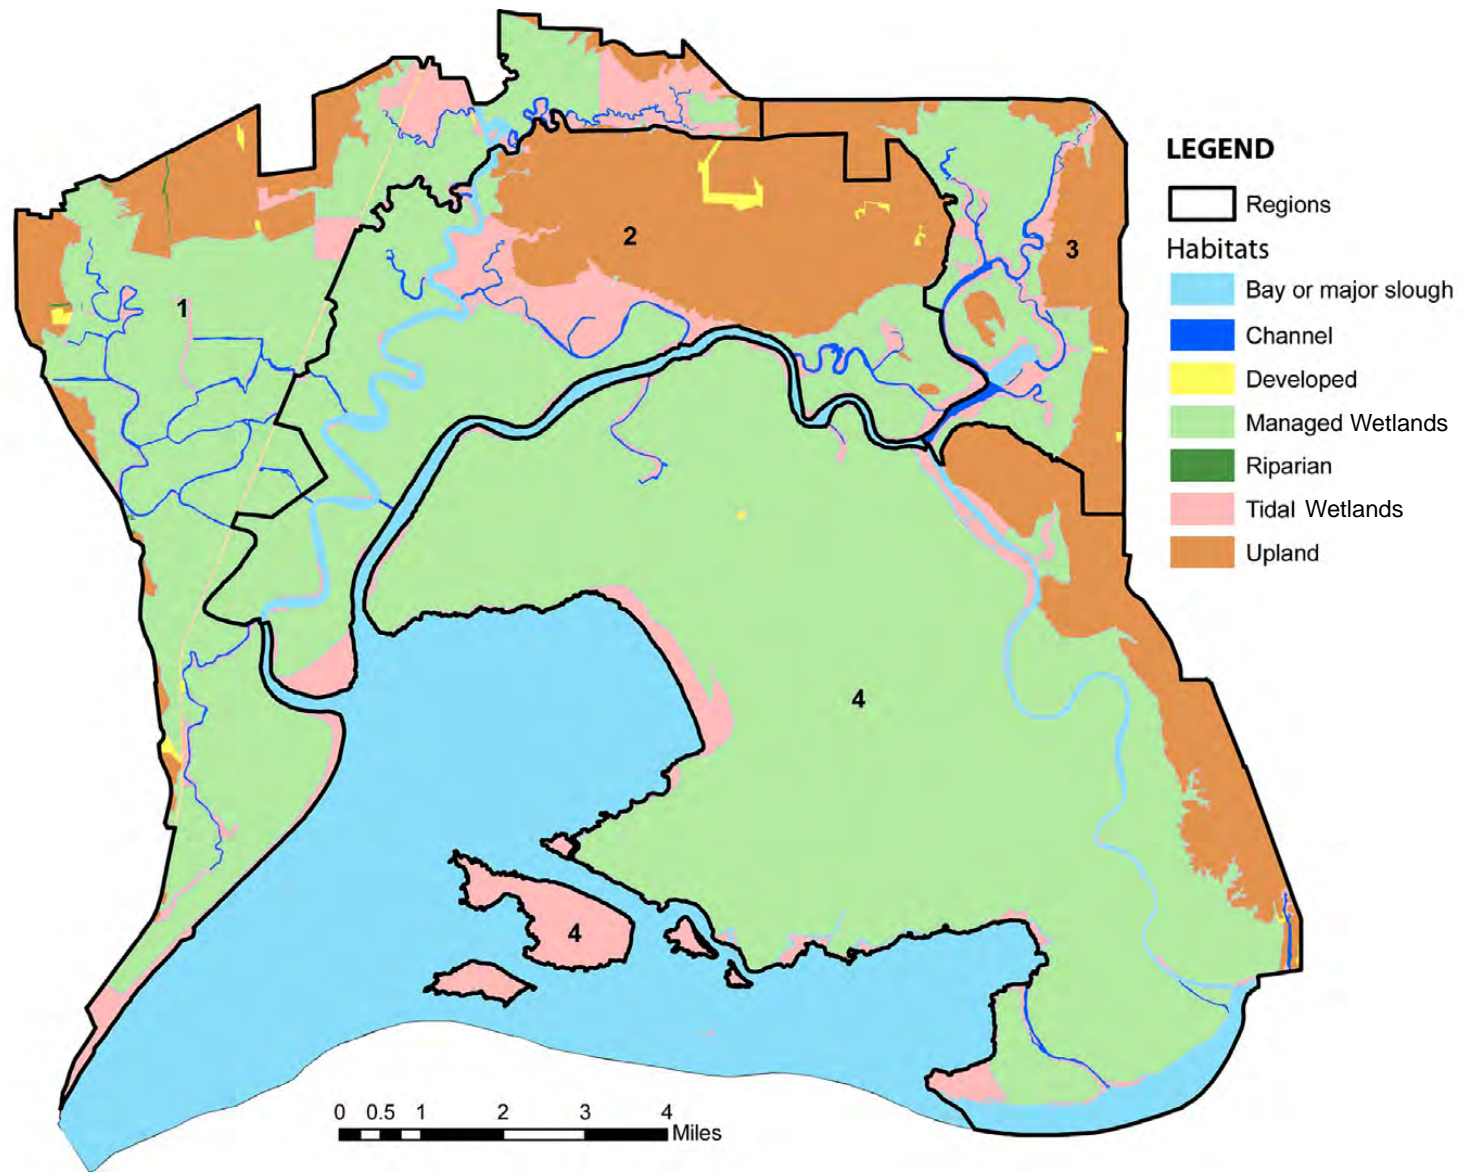 2
3
1
4
4
LEGEND
Regions
Habitats
Bay or major slough
Channel
Developed
Managed Wetlands
Riparian
Tidal Wetlands
Upland
0 0.5 1 2 3 4
Miles